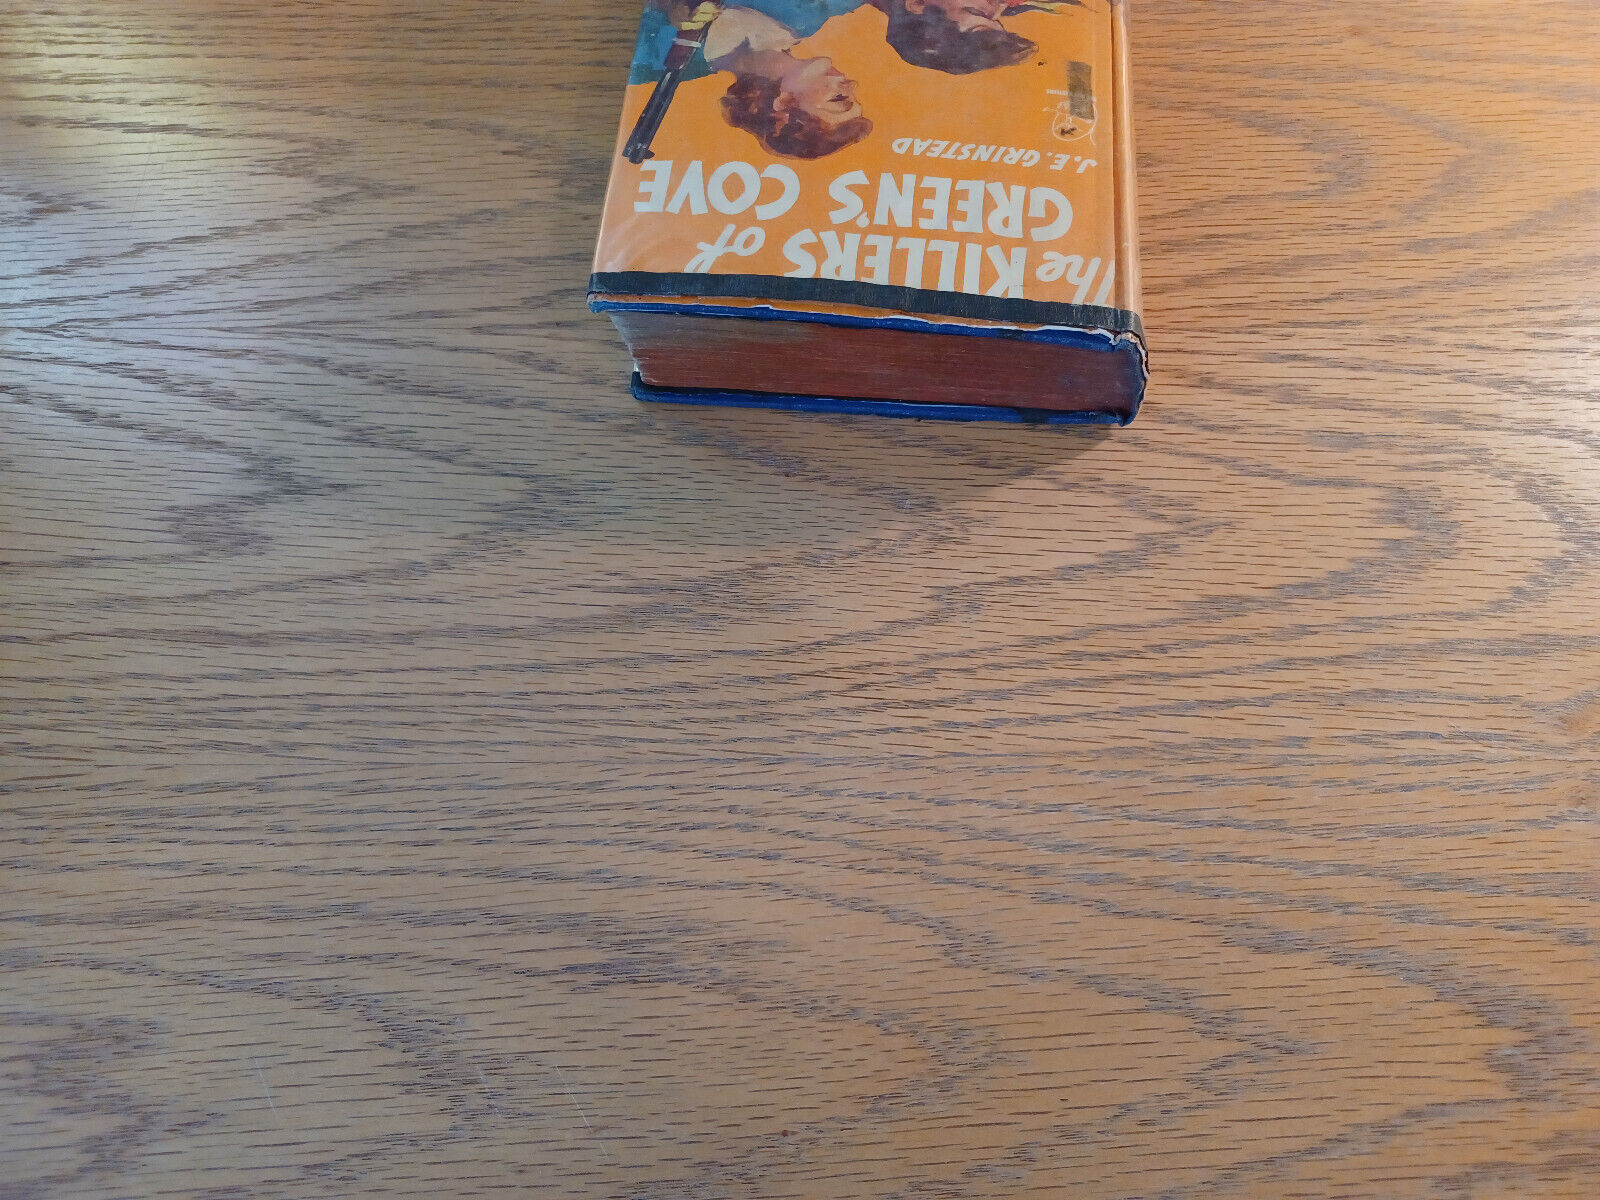 The KILLERS of
GREEN'S COVE
J. E. GRINSTEAD